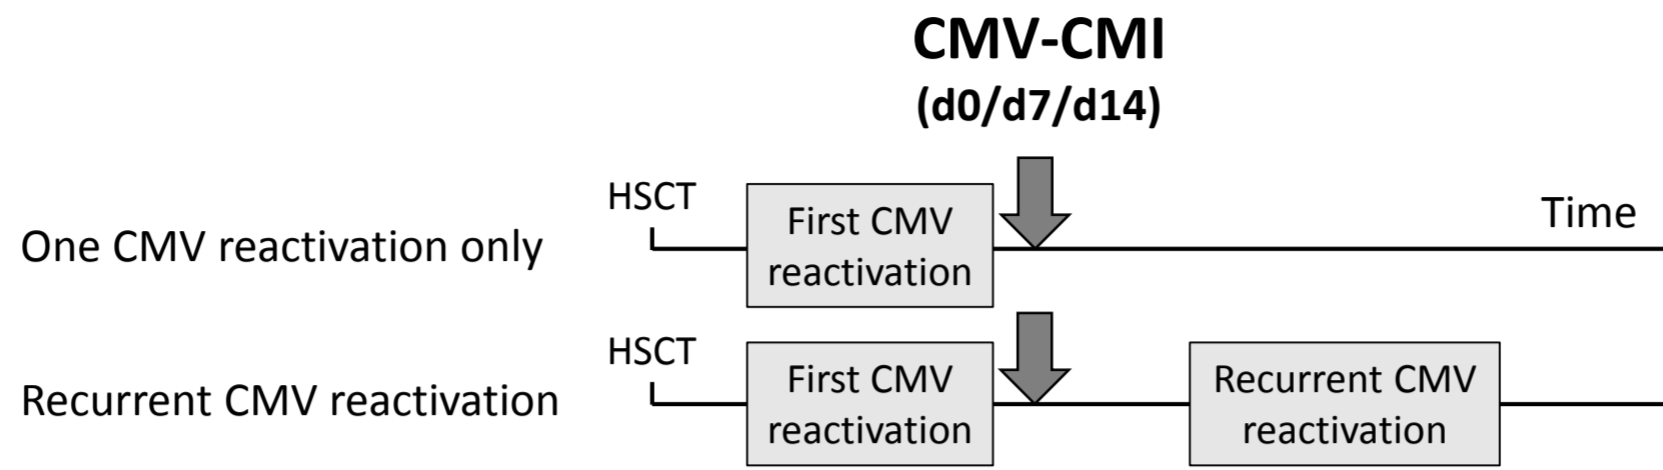 CMV-CMI
(d0/d7/d14)
HSCT
First CMV
reactivation
Time
One CMV reactivation only
HSCT
First CMV
reactivation
Recurrent CMV
reactivation
Recurrent CMV reactivation